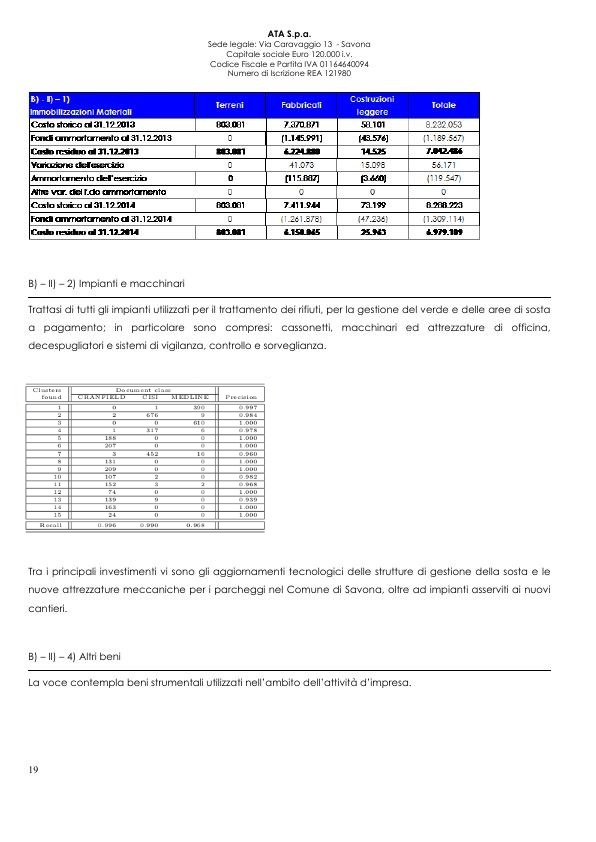 ATA S.p.a.
Sede legale: Via Caravaggio 13 - Savona
Capitale sociale Euro 120.000 i.v.
Codice Fiscale e Partita IVA 01164640094
Numero di Iscrizione REA 121980
B) - II) – 1)
Immobilizzazioni Materiali Terreni Fabbricati Costruzioni leggere Totale
Costo storico al 31.12.2013 803.081 7.370.871 58.101 8.232.053
Fondi ammortamento al 31.12.2013 0 (1.145.991) (43.576) (1.189.567)
Costo residuo al 31.12.2013 803.081 6.224.880 14.525 7.042.486
Variazione dell'esercizio 0 41.073 15.098 56.171
Ammortamento dell'esercizio 0 (115.887) (3.660) (119.547)
Altre var. del f.do ammortamento 0 0 0 0
Costo storico al 31.12.2014 803.081 7.411.944 73.199 8.288.223
Fondi ammortamento al 31.12.2014 0 (1.261.878) (47.236) (1.309.114)
Costo residuo al 31.12.2014 803.081 6.150.065 25.963 6.979.109
B) – II) – 2) Impianti e macchinari
Trattasi di tutti gli impianti utilizzati per il trattamento dei rifiuti, per la gestione del verde e delle aree di sosta
a pagamento; in particolare sono compresi: cassonetti, macchinari ed attrezzature di officina,
decespugliatori e sistemi di vigilanza, controllo e sorveglianza.
Clusters Document class
found CRANFIELD CISI MEDLINE Precision
1 0 1 390 0.997
2 2 676 9 0.984
3 0 0 610 1.000
4 1 317 6 0.978
5 188 0 0 1.000
6 207 0 0 1.000
7 3 452 16 0.960
8 131 0 0 1.000
9 209 0 0 1.000
10 107 2 0 0.982
11 152 3 2 0.968
12 74 0 0 1.000
13 139 9 0 0.939
14 163 0 0 1.000
15 24 0 0 1.000
Recall 0.996 0.990 0.968
Tra i principali investimenti vi sono gli aggiornamenti tecnologici delle strutture di gestione della sosta e le
nuove attrezzature meccaniche per i parcheggi nel Comune di Savona, oltre ad impianti asserviti ai nuovi
cantieri.
B) – II) – 4) Altri beni
La voce contempla beni strumentali utilizzati nell'ambito dell'attività d'impresa.
19